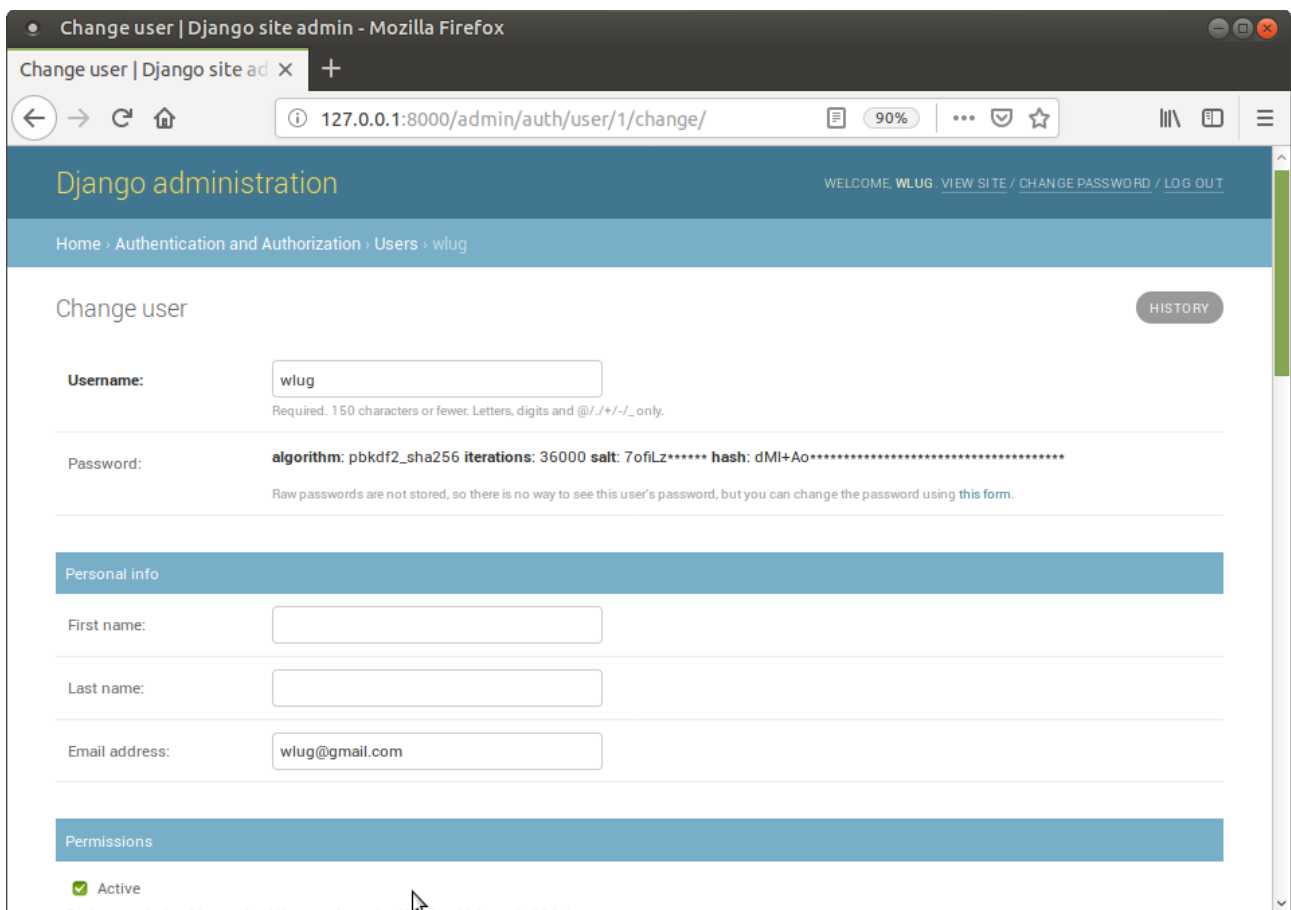 Change user | Django site admin - Mozilla Firefox
Change user | Django site ad
127.0.0.1:8000/admin/auth/user/1/change/
90%
Django administration
WELCOME, WLUG. VIEW SITE / CHANGE PASSWORD / LOG OUT
Home › Authentication and Authorization › Users › wlug
Change user
HISTORY
Username:
wlug
Required. 150 characters or fewer. Letters, digits and @/./+/-/_ only.
Password:
algorithm: pbkdf2_sha256 iterations: 36000 salt: 7ofiLz****** hash: dMI+Ao**************************************
Raw passwords are not stored, so there is no way to see this user's password, but you can change the password using this form.
Personal info
First name:
Last name:
Email address:
wlug@gmail.com
Permissions
Active